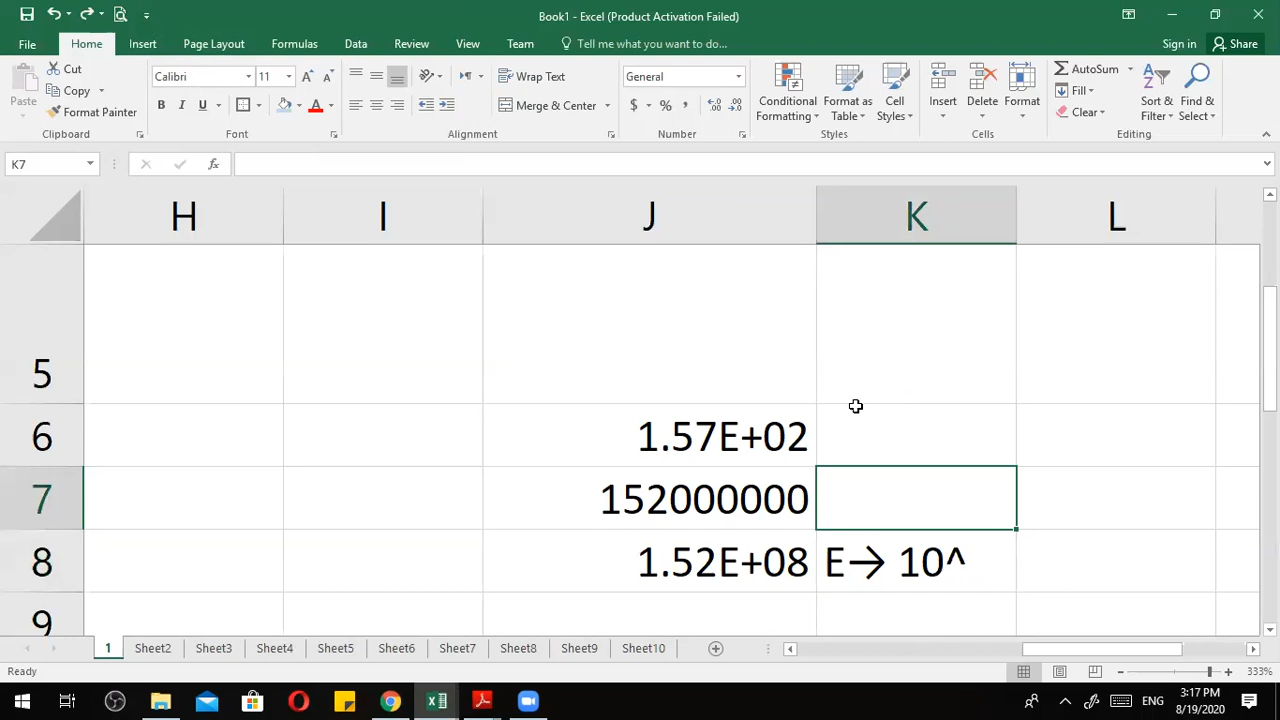 Book1 - Excel (Product Activation Failed)
File Home Insert Page Layout Formulas Data Review View Team Tell me what you want to do... Sign in Share
Paste
Cut
Copy
Format Painter
Clipboard
Calibri 11
B I U A
Font
Wrap Text
Merge & Center
Alignment
General
$ % ,
Number
Conditional Formatting
Format as Table
Cell Styles
Styles
Insert Delete Format
Cells
AutoSum
Fill
Clear
Sort & Filter
Find & Select
Editing
K7 fx
H I J K L
5
6 1.57E+02
7 152000000
8 1.52E+08 E→ 10^
9
1 Sheet2 Sheet3 Sheet4 Sheet5 Sheet6 Sheet7 Sheet8 Sheet9 Sheet10
Ready 333%
ENG 3:17 PM
8/19/2020